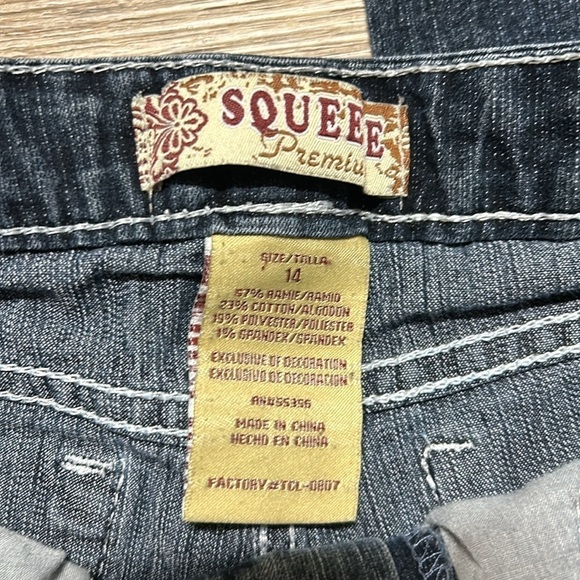 SQUEEE
Premiu
SIZE/TALLA
14
57% RAMIE/RAMIO
23% COTTON/ALGODON
19% POLYESTER/POLIESTER
1% SPANDEX/SPANDEX
EXCLUSIVE OF DECORATION
EXCLUSIVO DE DECORACION
RN#55396
MADE IN CHINA
HECHO EN CHINA
FACTORY#TCL-0807